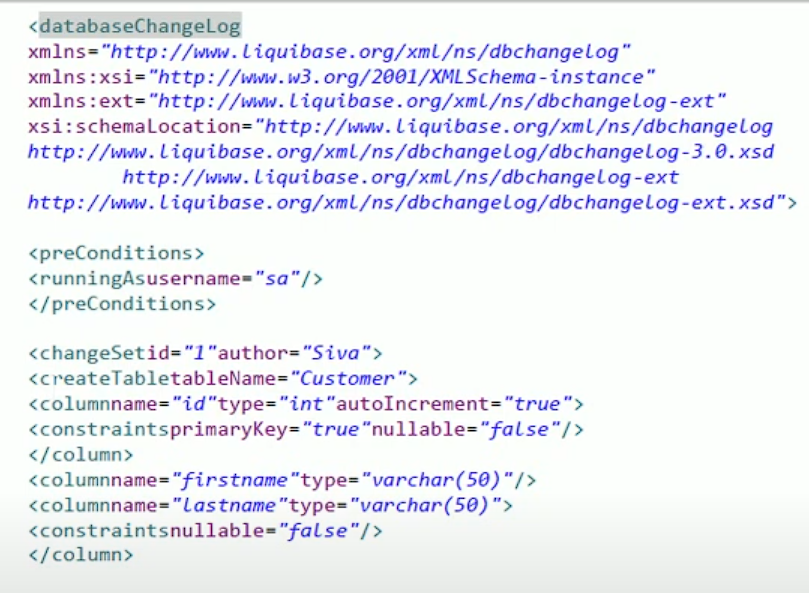 <databaseChangeLog
xmlns="http://www.liquibase.org/xml/ns/dbchangelog"
xmlns:xsi="http://www.w3.org/2001/XMLSchema-instance"
xmlns:ext="http://www.liquibase.org/xml/ns/dbchangelog-ext"
xsi:schemaLocation="http://www.liquibase.org/xml/ns/dbchangelog
http://www.liquibase.org/xml/ns/dbchangelog/dbchangelog-3.0.xsd
http://www.liquibase.org/xml/ns/dbchangelog-ext
http://www.liquibase.org/xml/ns/dbchangelog/dbchangelog-ext.xsd">
<preConditions>
<runningAsusername="sa"/>
</preConditions>
<changeSetid="1"author="Siva">
<createTabletableName="Customer">
<columnname="id"type="int"autoIncrement="true">
<constraintsprimaryKey="true"nullable="false"/>
</column>
<columnname="firstname"type="varchar(50)"/>
<columnname="lastname"type="varchar(50)">
<constraintsnullable="false"/>
</column>